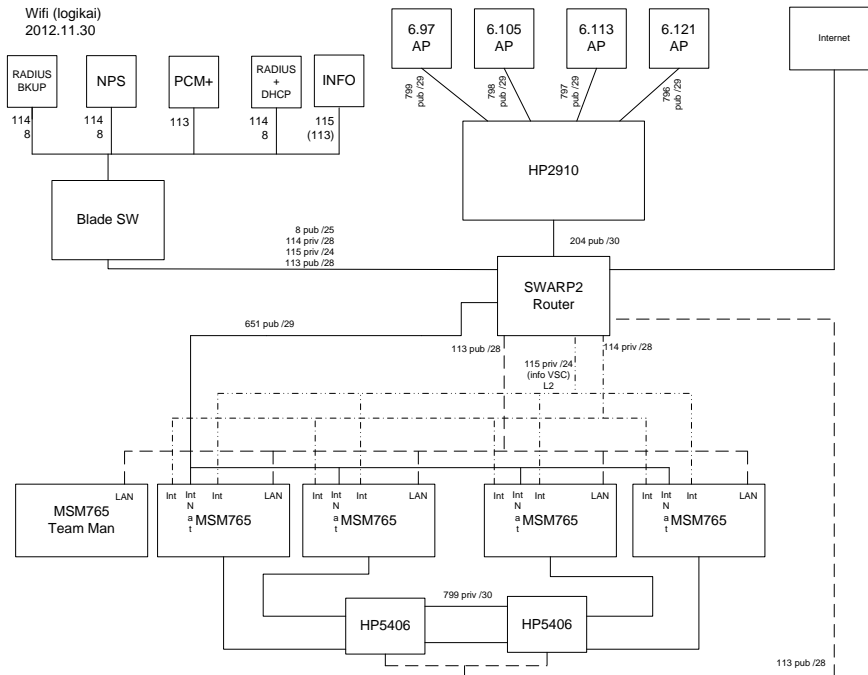 Wifi (logikai)
2012.11.30
6.97
AP
6.105
AP
6.113
AP
6.121
AP
Internet
RADIUS
BKUP
NPS
PCM+
RADIUS
+
DHCP
INFO
799
pub /29
798
pub /29
797
pub /29
796
pub /29
114
8
114
8
113
114
8
115
(113)
HP2910
Blade SW
8 pub /25
114 priv /28
115 priv /24
113 pub /28
204 pub /30
SWARP2
Router
651 pub /29
113 pub /28
115 priv /24
(info VSC)
L2
114 priv /28
LAN
MSM765
Team Man
Int
Int
N
a
t
Int
LAN
MSM765
Int
Int
N
a
t
Int
LAN
MSM765
Int
Int
N
a
t
Int
LAN
MSM765
Int
Int
N
a
t
Int
LAN
MSM765
799 priv /30
HP5406
HP5406
113 pub /28